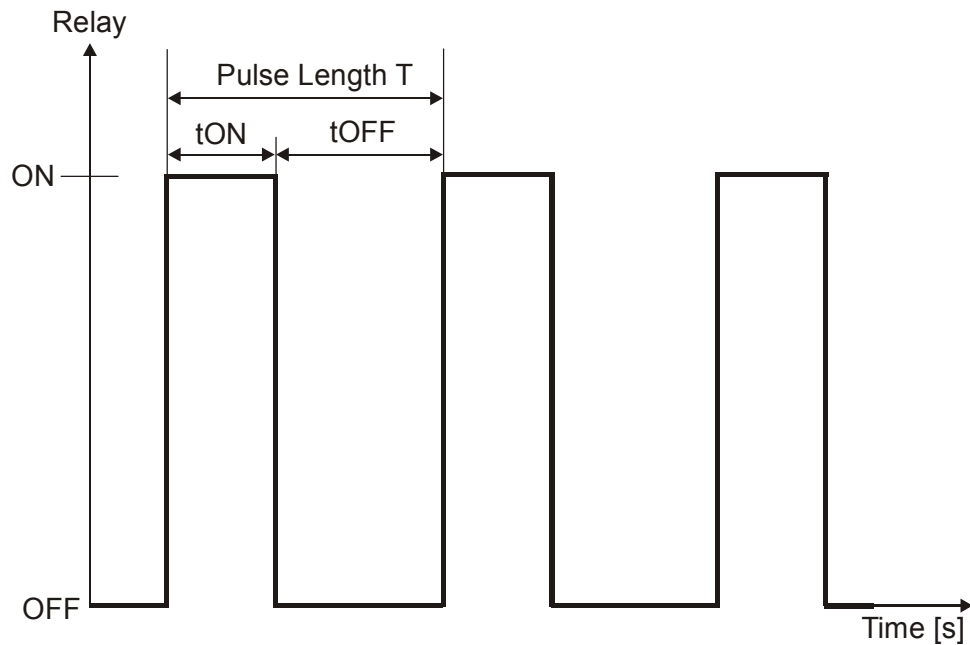 Relay
Pulse Length T
tON
tOFF
ON
OFF
Time [s]